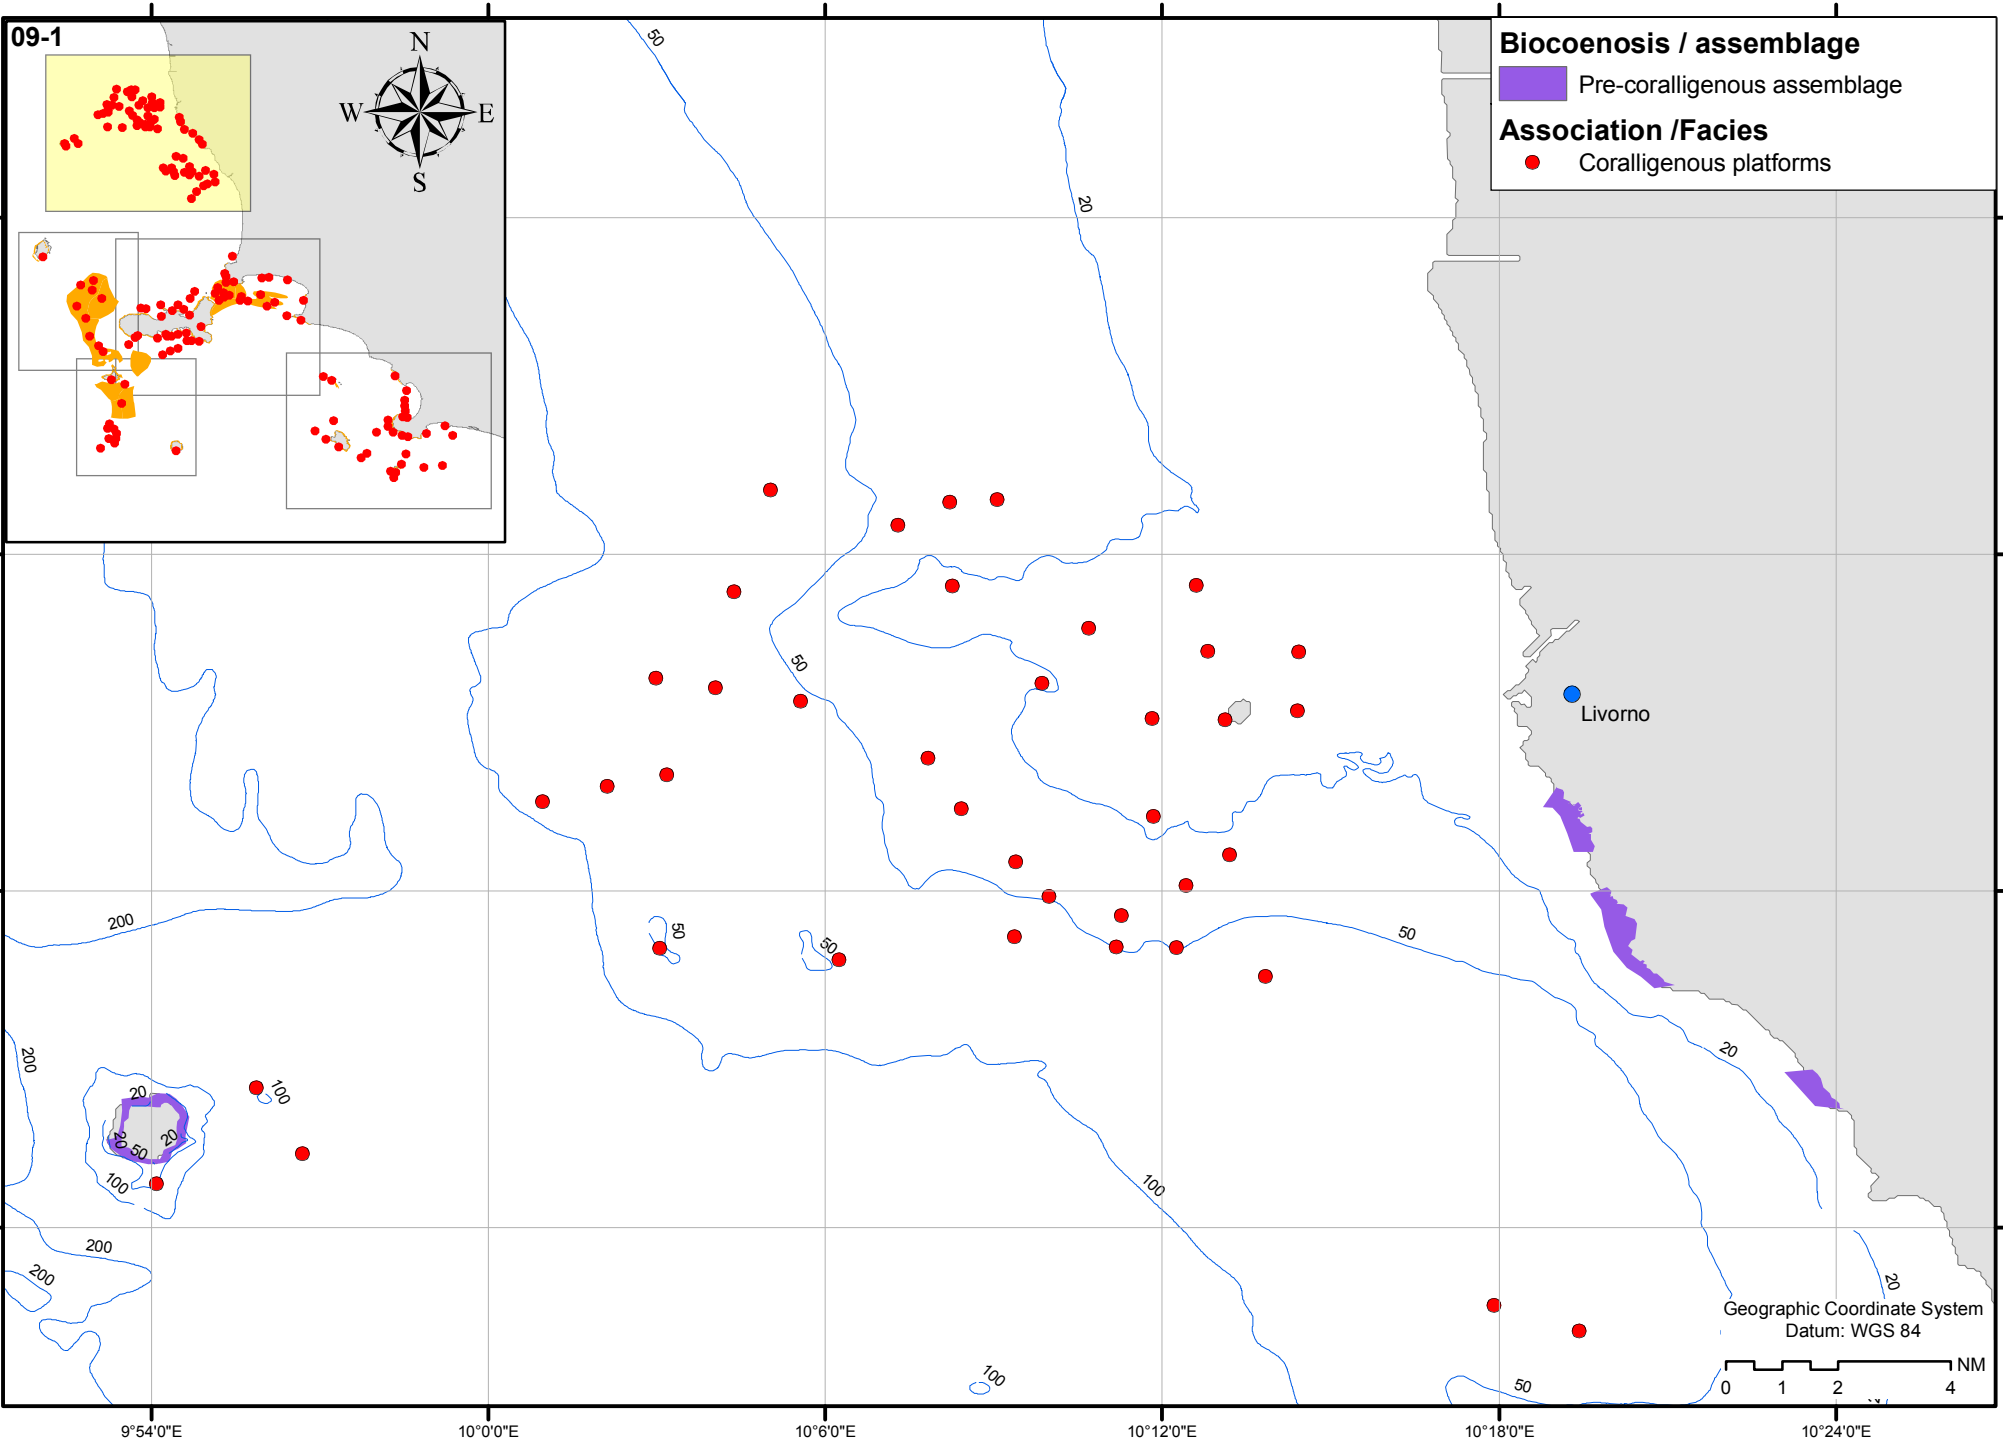 09-1
N
W E
S
Biocoenosis / assemblage
Pre-coralligenous assemblage
Association /Facies
Coralligenous platforms
50
20
50
Livorno
200
50
50
50
200
20
100
20
20
20
50
100
100
200
200
20
100
50
Geographic Coordinate System
Datum: WGS 84
NM
0 1 2 4
9°54'0"E 10°0'0"E 10°6'0"E 10°12'0"E 10°18'0"E 10°24'0"E